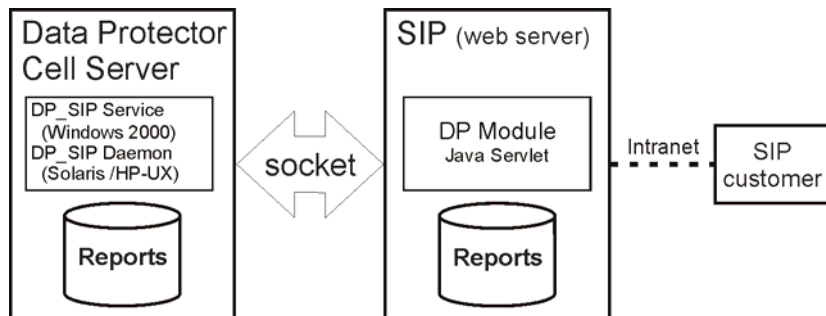 Data Protector
Cell Server
DP_SIP Service
(Windows 2000)
DP_SIP Daemon
(Solaris /HP-UX)
Reports
socket
SIP (web server)
DP Module
Java Servlet
Reports
Intranet
SIP
customer